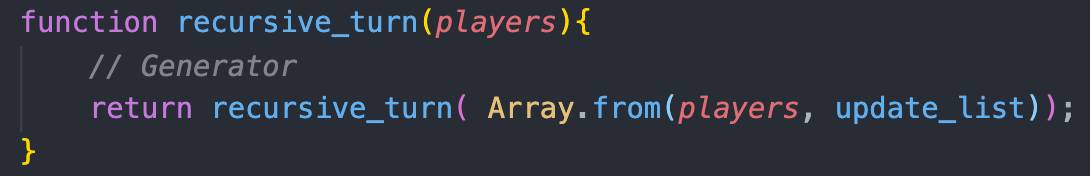 function recursive_turn(players){
    // Generator
    return recursive_turn( Array.from(players, update_list));
}